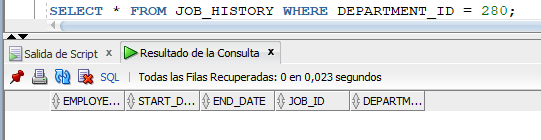 SELECT * FROM JOB_HISTORY WHERE DEPARTMENT_ID = 280;
Salida de Script x Resultado de la Consulta x
SQL | Todas las Filas Recuperadas: 0 en 0,023 segundos
EMPLOYE... START_D... END_DATE JOB_ID DEPARTM...